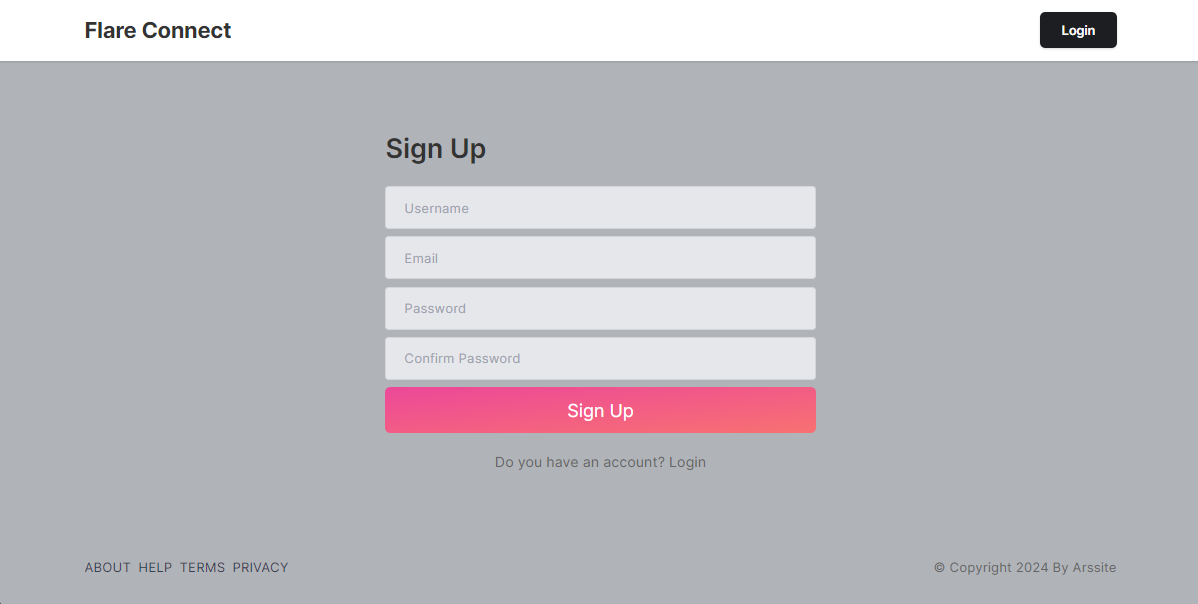 Flare Connect
Login
Sign Up
Username
Email
Password
Confirm Password
Sign Up
Do you have an account? Login
ABOUT HELP TERMS PRIVACY
© Copyright 2024 By Arssite